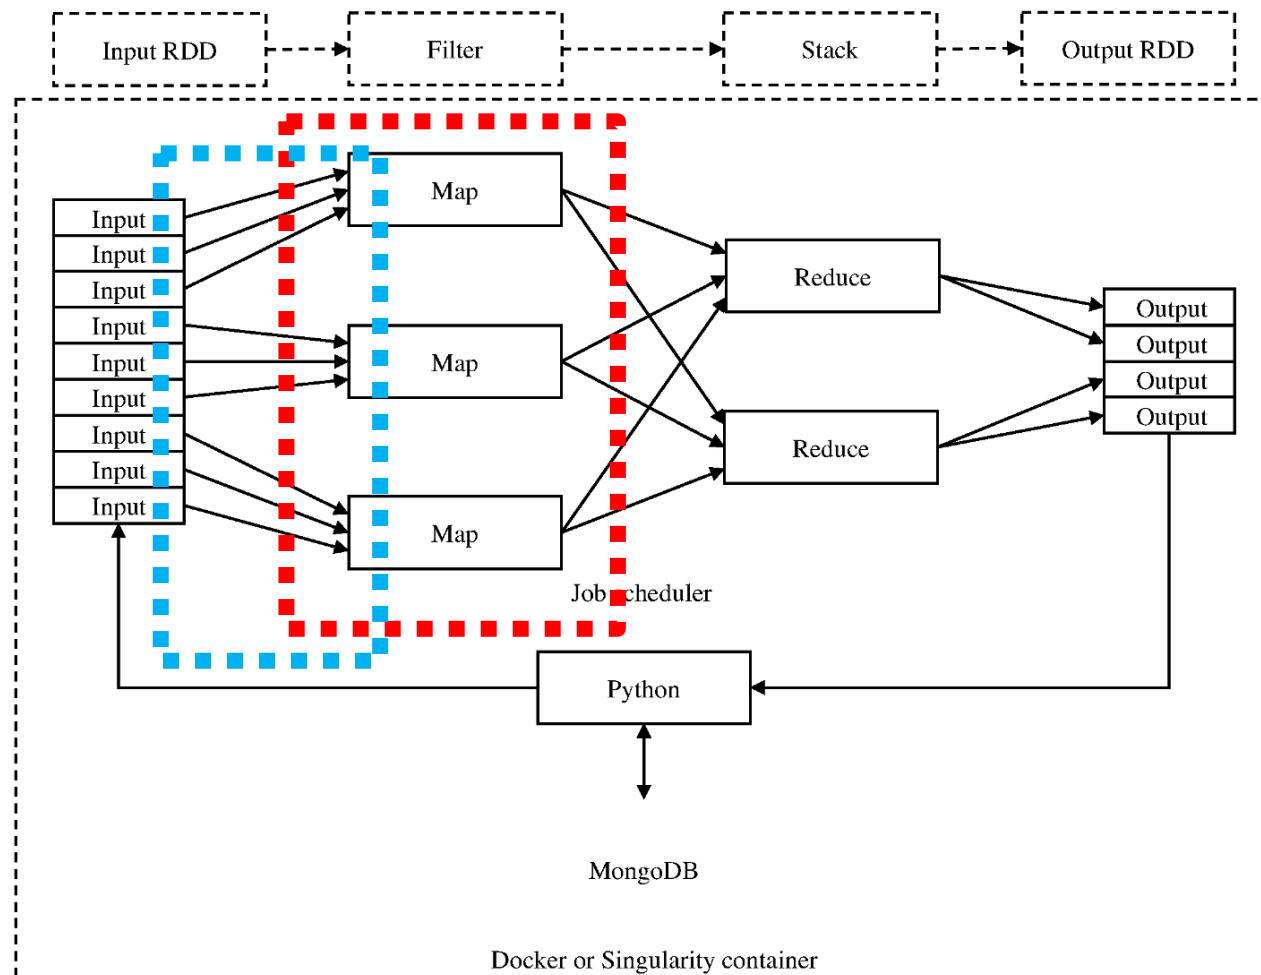 Input RDD
Filter
Stack
Output RDD
Map
Input
Input
Input
Input
Input
Input
Input
Input
Input
Map
Map
Reduce
Reduce
Output
Output
Output
Output
Job scheduler
Python
MongoDB
Docker or Singularity container